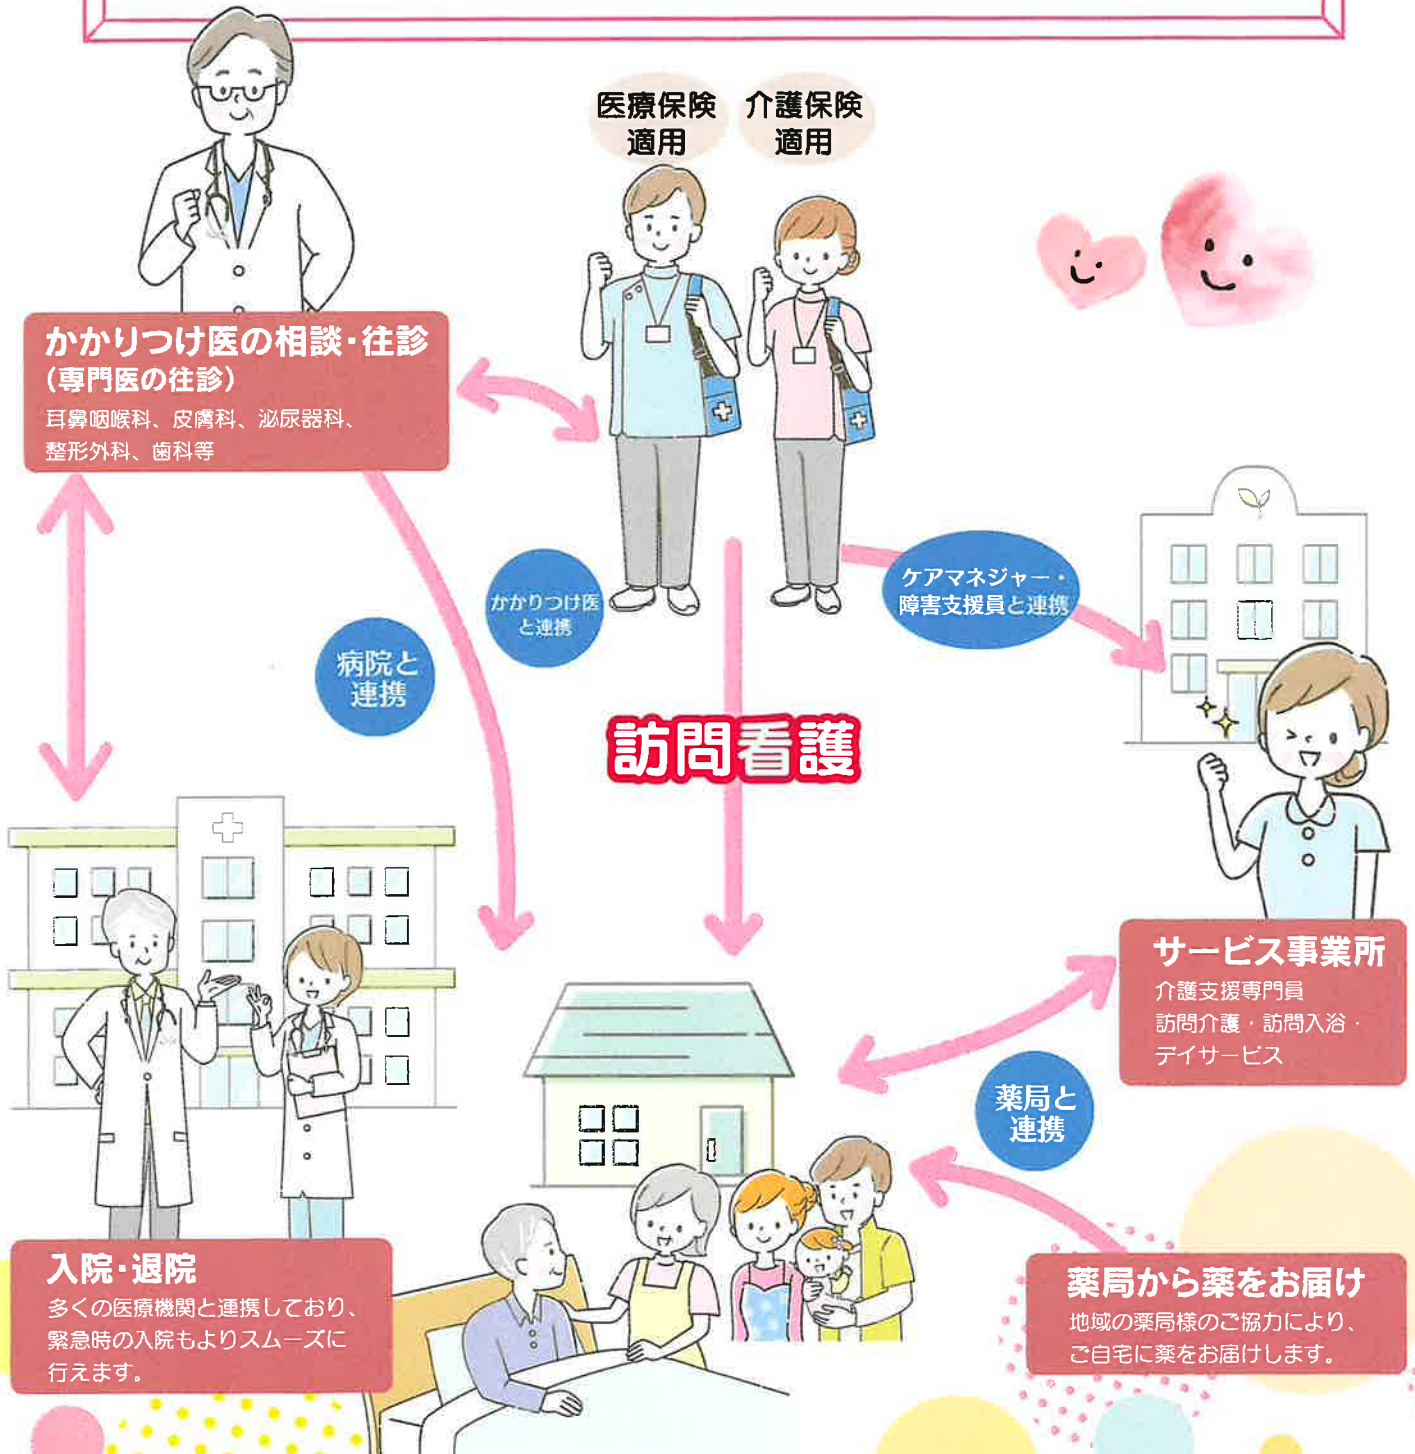 医療保険
適用
介護保険
適用
かかりつけ医の相談・往診
(専門医の往診)
耳鼻咽喉科、皮膚科、泌尿器科、
整形外科、歯科等
かかりつけ医
と連携
ケアマネジャー・
障害支援員と連携
病院と
連携
訪問看護
サービス事業所
介護支援専門員
訪問介護・訪問入浴・
デイサービス
薬局と
連携
入院・退院
多くの医療機関と連携しており、
緊急時の入院もよりスムーズに
行えます。
薬局から薬をお届け
地域の薬局様のご協力により、
ご自宅に薬をお届けします。